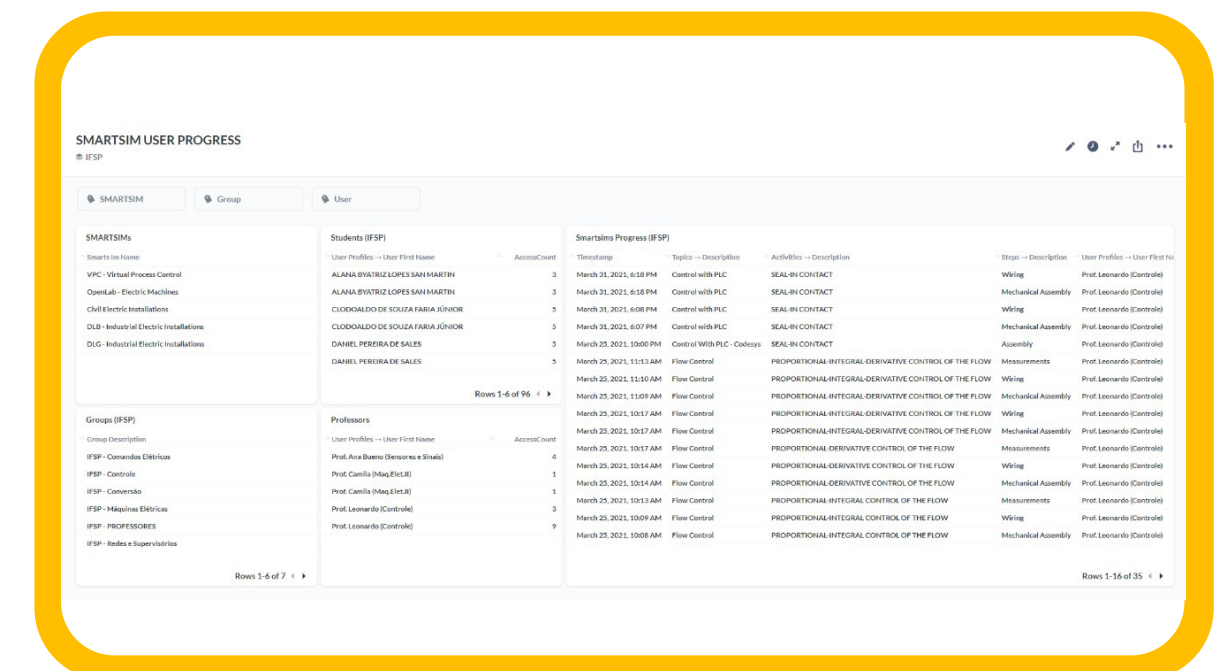 SMARTSIM USER PROGRESS
IFSP
SMARTSIM
Group
User
SMARTSIMs
Smarts Im Name
VPC - Virtual Process Control
OpenLab - Electric Machines
Civil Electric Installations
DLB - Industrial Electric Installations
DLG - Industrial Electric Installations
Students (IFSP)
User Profiles → User First Name AccessCount
ALANA BYATRIZ LOPES SAN MARTIN 3
ALANA BYATRIZ LOPES SAN MARTIN 3
CLODOALDO DE SOUZA FARIA JÚNIOR 5
CLODOALDO DE SOUZA FARIA JÚNIOR 5
DANIEL PEREIRA DE SALES 5
DANIEL PEREIRA DE SALES 5
Rows 1-6 of 96
Groups (IFSP)
Group Description
IFSP - Comandos Elétricos
IFSP - Controle
IFSP - Conversão
IFSP - Máquinas Elétricas
IFSP - PROFESSORES
IFSP - Redes e Supervisórios
Rows 1-6 of 7
Professors
User Profiles → User First Name AccessCount
Prof. Ana Bueno (Sensores e Sinais) 4
Prof. Camila (Maq.Elet.II) 1
Prof. Camila (Maq.Elet.II) 1
Prof. Leonardo (Controle) 3
Prof. Leonardo (Controle) 9
Smartsims Progress (IFSP)
Timestamp Topics → Description Activities → Description Steps → Description User Profiles → User First Na
March 31, 2021, 6:18 PM Control with PLC SEAL-IN CONTACT Wiring Prof. Leonardo (Controle)
March 31, 2021, 6:18 PM Control with PLC SEAL-IN CONTACT Mechanical Assembly Prof. Leonardo (Controle)
March 31, 2021, 6:08 PM Control with PLC SEAL-IN CONTACT Wiring Prof. Leonardo (Controle)
March 31, 2021, 6:07 PM Control with PLC SEAL-IN CONTACT Mechanical Assembly Prof. Leonardo (Controle)
March 25, 2021, 10:00 PM Control With PLC - Codesys SEAL-IN CONTACT Assembly Prof. Leonardo (Controle)
March 25, 2021, 11:13 AM Flow Control PROPORTIONAL-INTEGRAL-DERIVATIVE CONTROL OF THE FLOW Measurements Prof. Leonardo (Controle)
March 25, 2021, 11:10 AM Flow Control PROPORTIONAL-INTEGRAL-DERIVATIVE CONTROL OF THE FLOW Wiring Prof. Leonardo (Controle)
March 25, 2021, 11:09 AM Flow Control PROPORTIONAL-INTEGRAL-DERIVATIVE CONTROL OF THE FLOW Mechanical Assembly Prof. Leonardo (Controle)
March 25, 2021, 10:17 AM Flow Control PROPORTIONAL-INTEGRAL-DERIVATIVE CONTROL OF THE FLOW Wiring Prof. Leonardo (Controle)
March 25, 2021, 10:17 AM Flow Control PROPORTIONAL-INTEGRAL-DERIVATIVE CONTROL OF THE FLOW Mechanical Assembly Prof. Leonardo (Controle)
March 25, 2021, 10:17 AM Flow Control PROPORTIONAL-DERIVATIVE CONTROL OF THE FLOW Measurements Prof. Leonardo (Controle)
March 25, 2021, 10:14 AM Flow Control PROPORTIONAL-DERIVATIVE CONTROL OF THE FLOW Wiring Prof. Leonardo (Controle)
March 25, 2021, 10:14 AM Flow Control PROPORTIONAL-DERIVATIVE CONTROL OF THE FLOW Mechanical Assembly Prof. Leonardo (Controle)
March 25, 2021, 10:13 AM Flow Control PROPORTIONAL-INTEGRAL CONTROL OF THE FLOW Measurements Prof. Leonardo (Controle)
March 25, 2021, 10:09 AM Flow Control PROPORTIONAL-INTEGRAL CONTROL OF THE FLOW Wiring Prof. Leonardo (Controle)
March 25, 2021, 10:08 AM Flow Control PROPORTIONAL-INTEGRAL CONTROL OF THE FLOW Mechanical Assembly Prof. Leonardo (Controle)
Rows 1-16 of 35